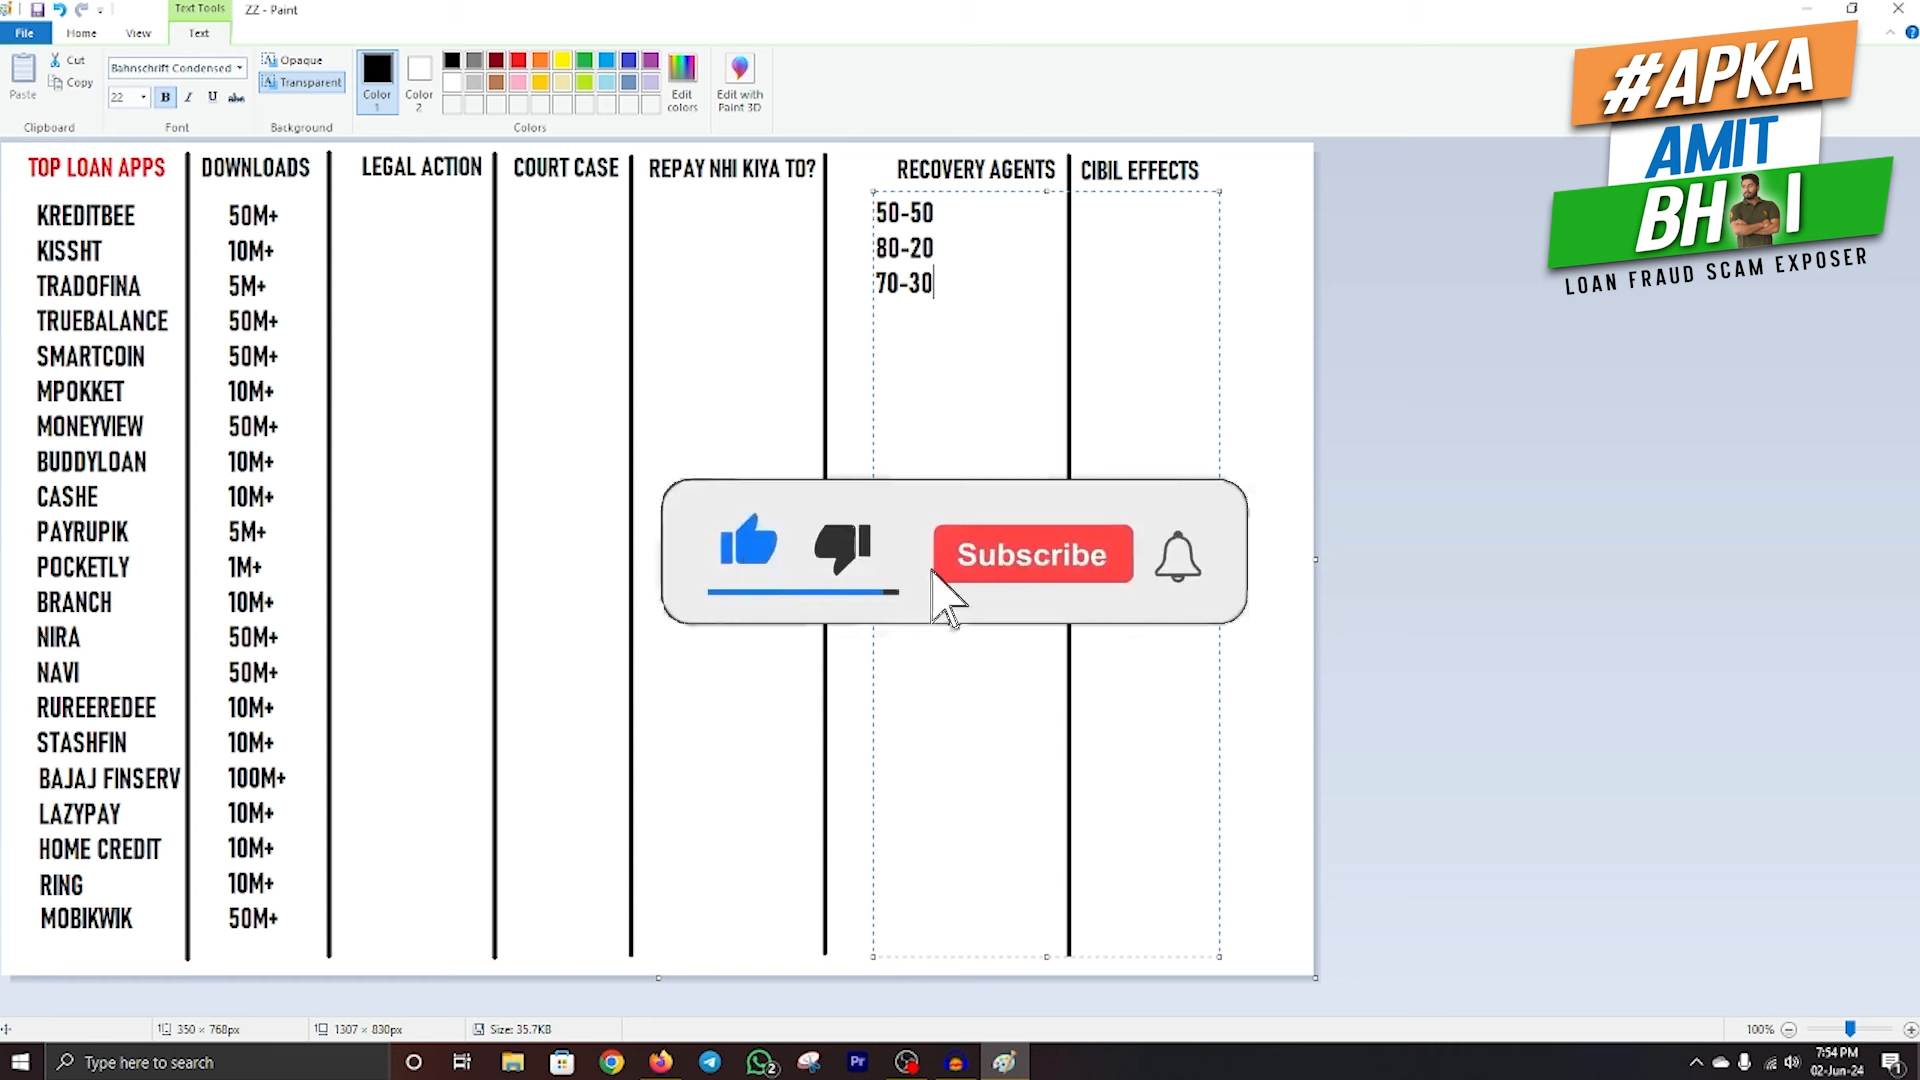 Text Tools
ZZ - Paint
File
Home
View
Text
Paste
Cut
Copy
Clipboard
Bahnschrift Condensed
22
B
I
U
abc
Font
Opaque
Transparent
Background
Color 1
Color 2
Edit colors
Colors
Edit with Paint 3D
#APKA
AMIT
BH I
LOAN FRAUD SCAM EXPOSER
TOP LOAN APPS DOWNLOADS LEGAL ACTION COURT CASE REPAY NHI KIYA TO? RECOVERY AGENTS CIBIL EFFECTS
KREDITBEE 50M+ 50-50
KISSHT 10M+ 80-20
TRADOFINA 5M+ 70-30
TRUEBALANCE 50M+
SMARTCOIN 50M+
MPOKKET 10M+
MONEYVIEW 50M+
BUDDYLOAN 10M+
CASHE 10M+
PAYRUPIK 5M+
POCKETLY 1M+
BRANCH 10M+
NIRA 50M+
NAVI 50M+
RUREEREDEE 10M+
STASHFIN 10M+
BAJAJ FINSERV 100M+
LAZYPAY 10M+
HOME CREDIT 10M+
RING 10M+
MOBIKWIK 50M+
Subscribe
350 × 768px
1307 × 830px
Size: 35.7KB
100%
Type here to search
2
Pr
7:54 PM
02-Jun-24
1